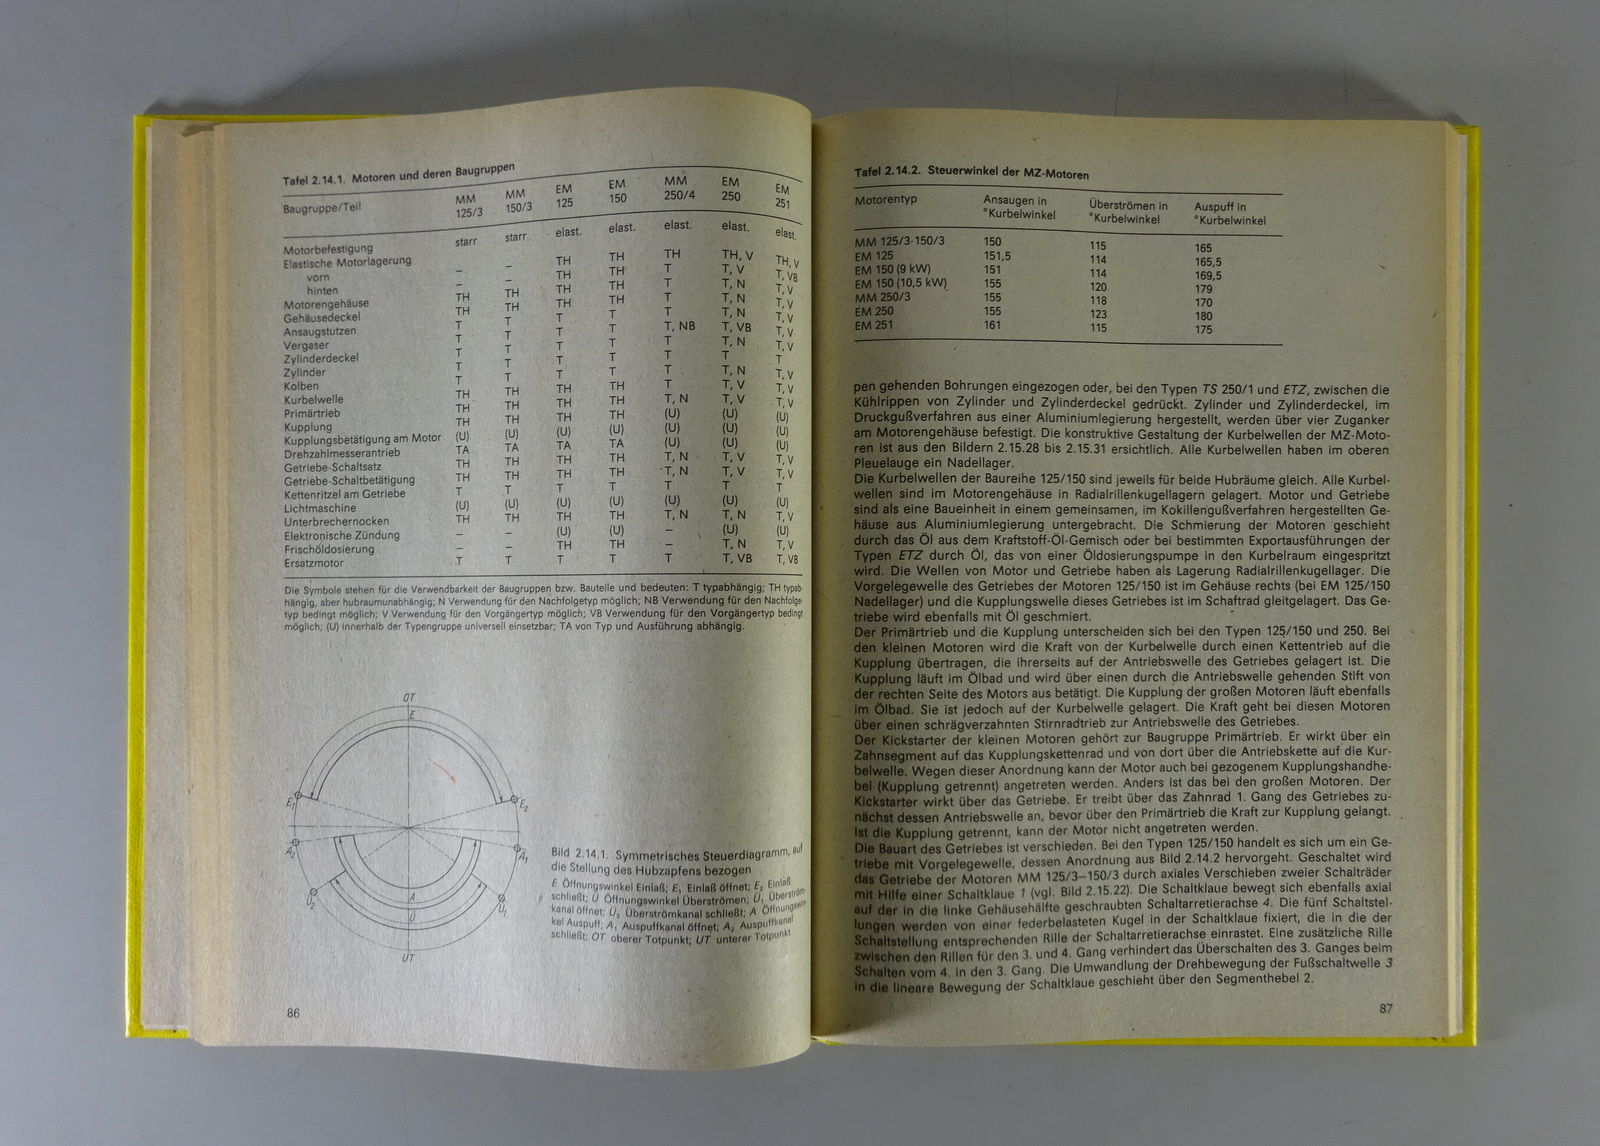 Tafel 2.14.1. Motoren und deren Baugruppen
Baugruppe/Teil MM 125/3 MM 150/3 EM 125 EM 150 MM 250/4 EM 250 EM 251
Motorbefestigung starr starr elast. elast. elast. elast. elast.
Elastische Motorlagerung
vorn – – TH TH TH TH, V TH, V
hinten – – TH TH T T, V T, VB
Motorengehäuse TH TH TH TH T T, N T, V
Gehäusedeckel TH TH TH TH T T, N T, V
Ansaugstutzen T T T T T T, N T, V
Vergaser T T T T T, NB T, VB T, V
Zylinderdeckel T T T T T T, N T, V
Zylinder T T T T T T T
Kolben T T T T T T, N T, V
Kurbelwelle TH TH TH TH T T, V T, V
Primärtrieb TH TH TH TH T, N T, V T, V
Kupplung TH TH TH TH (U) (U) (U)
Kupplungsbetätigung am Motor (U) (U) (U) (U) (U) (U) (U)
Drehzahlmesserantrieb TA TA TA TA (U) (U) (U)
Getriebe-Schaltsatz TH TH TH TH T, N T, V T, V
Getriebe-Schaltbetätigung TH TH TH TH T, N T, V T, V
Kettenritzel am Getriebe T T T T T T T
Lichtmaschine (U) (U) (U) (U) (U) (U) (U)
Unterbrechernocken TH TH TH TH T, N T, N T, V
Elektronische Zündung – – (U) (U) – (U) (U)
Frischöldosierung – – TH TH – T, N T, V
Ersatzmotor T T T T T T, VB T, VB
Die Symbole stehen für die Verwendbarkeit der Baugruppen bzw. Bauteile und bedeuten: T typabhängig; TH typab-
hängig, aber hubraumunabhängig; N Verwendung für den Nachfolgetyp möglich; NB Verwendung für den Nachfolge-
typ bedingt möglich; V Verwendung für den Vorgängertyp möglich; VB Verwendung für den Vorgängertyp bedingt
möglich; (U) innerhalb der Typengruppe universell einsetzbar; TA von Typ und Ausführung abhängig.
OT
E
E1 E2
A2 A1
Ü2 A Ü1
Ü
UT
Bild 2.14.1. Symmetrisches Steuerdiagramm, auf
die Stellung des Hubzapfens bezogen
E Öffnungswinkel Einlaß; E1 Einlaß öffnet; E2 Einlaß
schließt; Ü Öffnungswinkel Überströmen; Ü1 Überström-
kanal öffnet; Ü2 Überströmkanal schließt; A Öffnungswin-
kel Auspuff; A1 Auspuffkanal öffnet; A2 Auspuffkanal
schließt; OT oberer Totpunkt; UT unterer Totpunkt
86
Tafel 2.14.2. Steuerwinkel der MZ-Motoren
Motorentyp Ansaugen in °Kurbelwinkel Überströmen in °Kurbelwinkel Auspuff in °Kurbelwinkel
MM 125/3-150/3 150 115 165
EM 125 151,5 114 165,5
EM 150 (9 kW) 151 114 169,5
EM 150 (10,5 kW) 155 120 179
MM 250/3 155 118 170
EM 250 155 123 180
EM 251 161 115 175
pen gehenden Bohrungen eingezogen oder, bei den Typen TS 250/1 und ETZ, zwischen die
Kühlrippen von Zylinder und Zylinderdeckel gedrückt. Zylinder und Zylinderdeckel, im
Druckgußverfahren aus einer Aluminiumlegierung hergestellt, werden über vier Zuganker
am Motorengehäuse befestigt. Die konstruktive Gestaltung der Kurbelwellen der MZ-Moto-
ren ist aus den Bildern 2.15.28 bis 2.15.31 ersichtlich. Alle Kurbelwellen haben im oberen
Pleuelauge ein Nadellager.
Die Kurbelwellen der Baureihe 125/150 sind jeweils für beide Hubräume gleich. Alle Kurbel-
wellen sind im Motorengehäuse in Radialrillenkugellagern gelagert. Motor und Getriebe
sind als eine Baueinheit in einem gemeinsamen, im Kokillengußverfahren hergestellten Ge-
häuse aus Aluminiumlegierung untergebracht. Die Schmierung der Motoren geschieht
durch das Öl aus dem Kraftstoff-Öl-Gemisch oder bei bestimmten Exportausführungen der
Typen ETZ durch Öl, das von einer Öldosierungspumpe in den Kurbelraum eingespritzt
wird. Die Wellen von Motor und Getriebe haben als Lagerung Radialrillenkugellager. Die
Vorgelegewelle des Getriebes der Motoren 125/150 ist im Gehäuse rechts (bei EM 125/150
Nadellager) und die Kupplungswelle dieses Getriebes ist im Schaftrad gleitgelagert. Das Ge-
triebe wird ebenfalls mit Öl geschmiert.
Der Primärtrieb und die Kupplung unterscheiden sich bei den Typen 125/150 und 250. Bei
den kleinen Motoren wird die Kraft von der Kurbelwelle durch einen Kettentrieb auf die
Kupplung übertragen, die ihrerseits auf der Antriebswelle des Getriebes gelagert ist. Die
Kupplung läuft im Ölbad und wird über einen durch die Antriebswelle gehenden Stift von
der rechten Seite des Motors aus betätigt. Die Kupplung der großen Motoren läuft ebenfalls
im Ölbad. Sie ist jedoch auf der Kurbelwelle gelagert. Die Kraft geht bei diesen Motoren
über einen schrägverzahnten Stirnradtrieb zur Antriebswelle des Getriebes.
Der Kickstarter der kleinen Motoren gehört zur Baugruppe Primärtrieb. Er wirkt über ein
Zahnsegment auf das Kupplungskettenrad und von dort über die Antriebskette auf die Kur-
belwelle. Wegen dieser Anordnung kann der Motor auch bei gezogenem Kupplungshandhe-
bel (Kupplung getrennt) angetreten werden. Anders ist das bei den großen Motoren. Der
Kickstarter wirkt über das Getriebe. Er treibt über das Zahnrad 1. Gang des Getriebes zu-
nächst dessen Antriebswelle an, bevor über den Primärtrieb die Kraft zur Kupplung gelangt.
Ist die Kupplung getrennt, kann der Motor nicht angetreten werden.
Die Bauart des Getriebes ist verschieden. Bei den Typen 125/150 handelt es sich um ein Ge-
triebe mit Vorgelegewelle, dessen Anordnung aus Bild 2.14.2 hervorgeht. Geschaltet wird
das Getriebe der Motoren MM 125/3–150/3 durch axiales Verschieben zweier Schalträder
mit Hilfe einer Schaltklaue 1 (vgl. Bild 2.15.22). Die Schaltklaue bewegt sich ebenfalls axial
auf der in die linke Gehäusehälfte geschraubten Schaltarretierachse 4. Die fünf Schaltstel-
lungen werden von einer federbelasteten Kugel in der Schaltklaue fixiert, die in die der
Schaltstellung entsprechenden Rille der Schaltarretierachse einrastet. Eine zusätzliche Rille
zwischen den Rillen für den 3. und 4. Gang verhindert das Überschalten des 3. Ganges beim
Schalten vom 4. in den 3. Gang. Die Umwandlung der Drehbewegung der Fußschaltwelle 3
in die lineare Bewegung der Schaltklaue geschieht über den Segmenthebel 2.
87